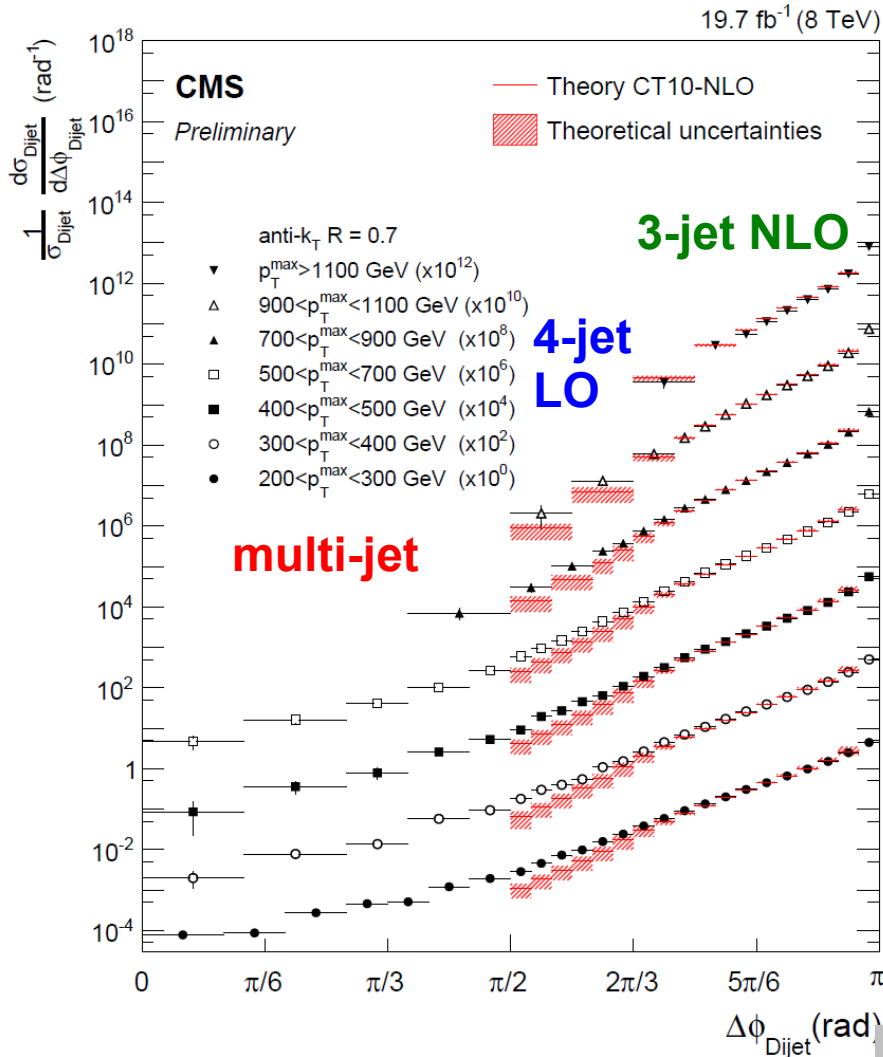 19.7 fb⁻¹ (8 TeV)
1/σ_Dijet dσ_Dijet/dΔϕ_Dijet (rad⁻¹)
10¹⁸
10¹⁶
10¹⁴
10¹²
10¹⁰
10⁸
10⁶
10⁴
10²
1
10⁻²
10⁻⁴
CMS
Preliminary
Theory CT10-NLO
Theoretical uncertainties
anti-k_T R = 0.7
p_T^max>1100 GeV (x10¹²)
900<p_T^max<1100 GeV (x10¹⁰)
700<p_T^max<900 GeV (x10⁸)
500<p_T^max<700 GeV (x10⁶)
400<p_T^max<500 GeV (x10⁴)
300<p_T^max<400 GeV (x10²)
200<p_T^max<300 GeV (x10⁰)
3-jet NLO
4-jet
LO
multi-jet
0 π/6 π/3 π/2 2π/3 5π/6 π
Δϕ_Dijet (rad)